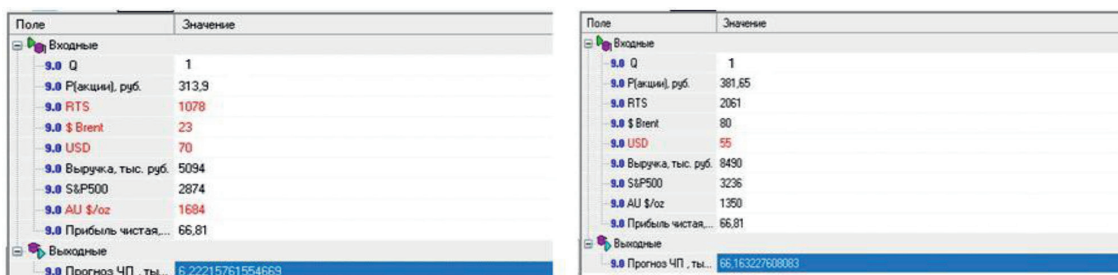 Поле Значение
Входные
9.0 Q 1
9.0 P(акции), руб. 313,9
9.0 RTS 1078
9.0 $ Brent 23
9.0 USD 70
9.0 Выручка, тыс. руб. 5094
9.0 S&P500 2874
9.0 AU $/oz 1684
9.0 Прибыль чистая,... 66,81
Выходные
9.0 Прогноз ЧП , ты... 6,22215761554669
Поле Значение
Входные
9.0 Q 1
9.0 P(акции), руб. 381,65
9.0 RTS 2061
9.0 $ Brent 80
9.0 USD 55
9.0 Выручка, тыс. руб. 8490
9.0 S&P500 3236
9.0 AU $/oz 1350
9.0 Прибыль чистая,... 66,81
Выходные
9.0 Прогноз ЧП , ты... 66,163227608083